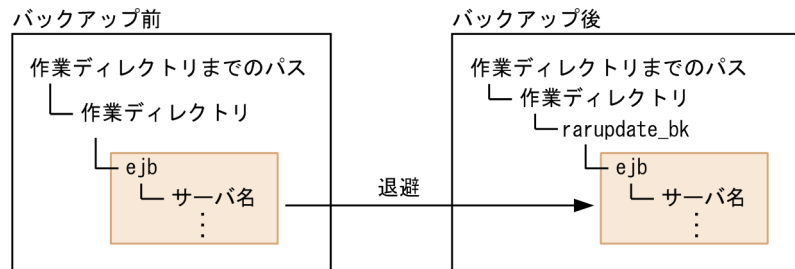 バックアップ前
作業ディレクトリまでのパス
作業ディレクトリ
ejb
サーバ名
⋮
退避
バックアップ後
作業ディレクトリまでのパス
作業ディレクトリ
rarupdate_bk
ejb
サーバ名
⋮